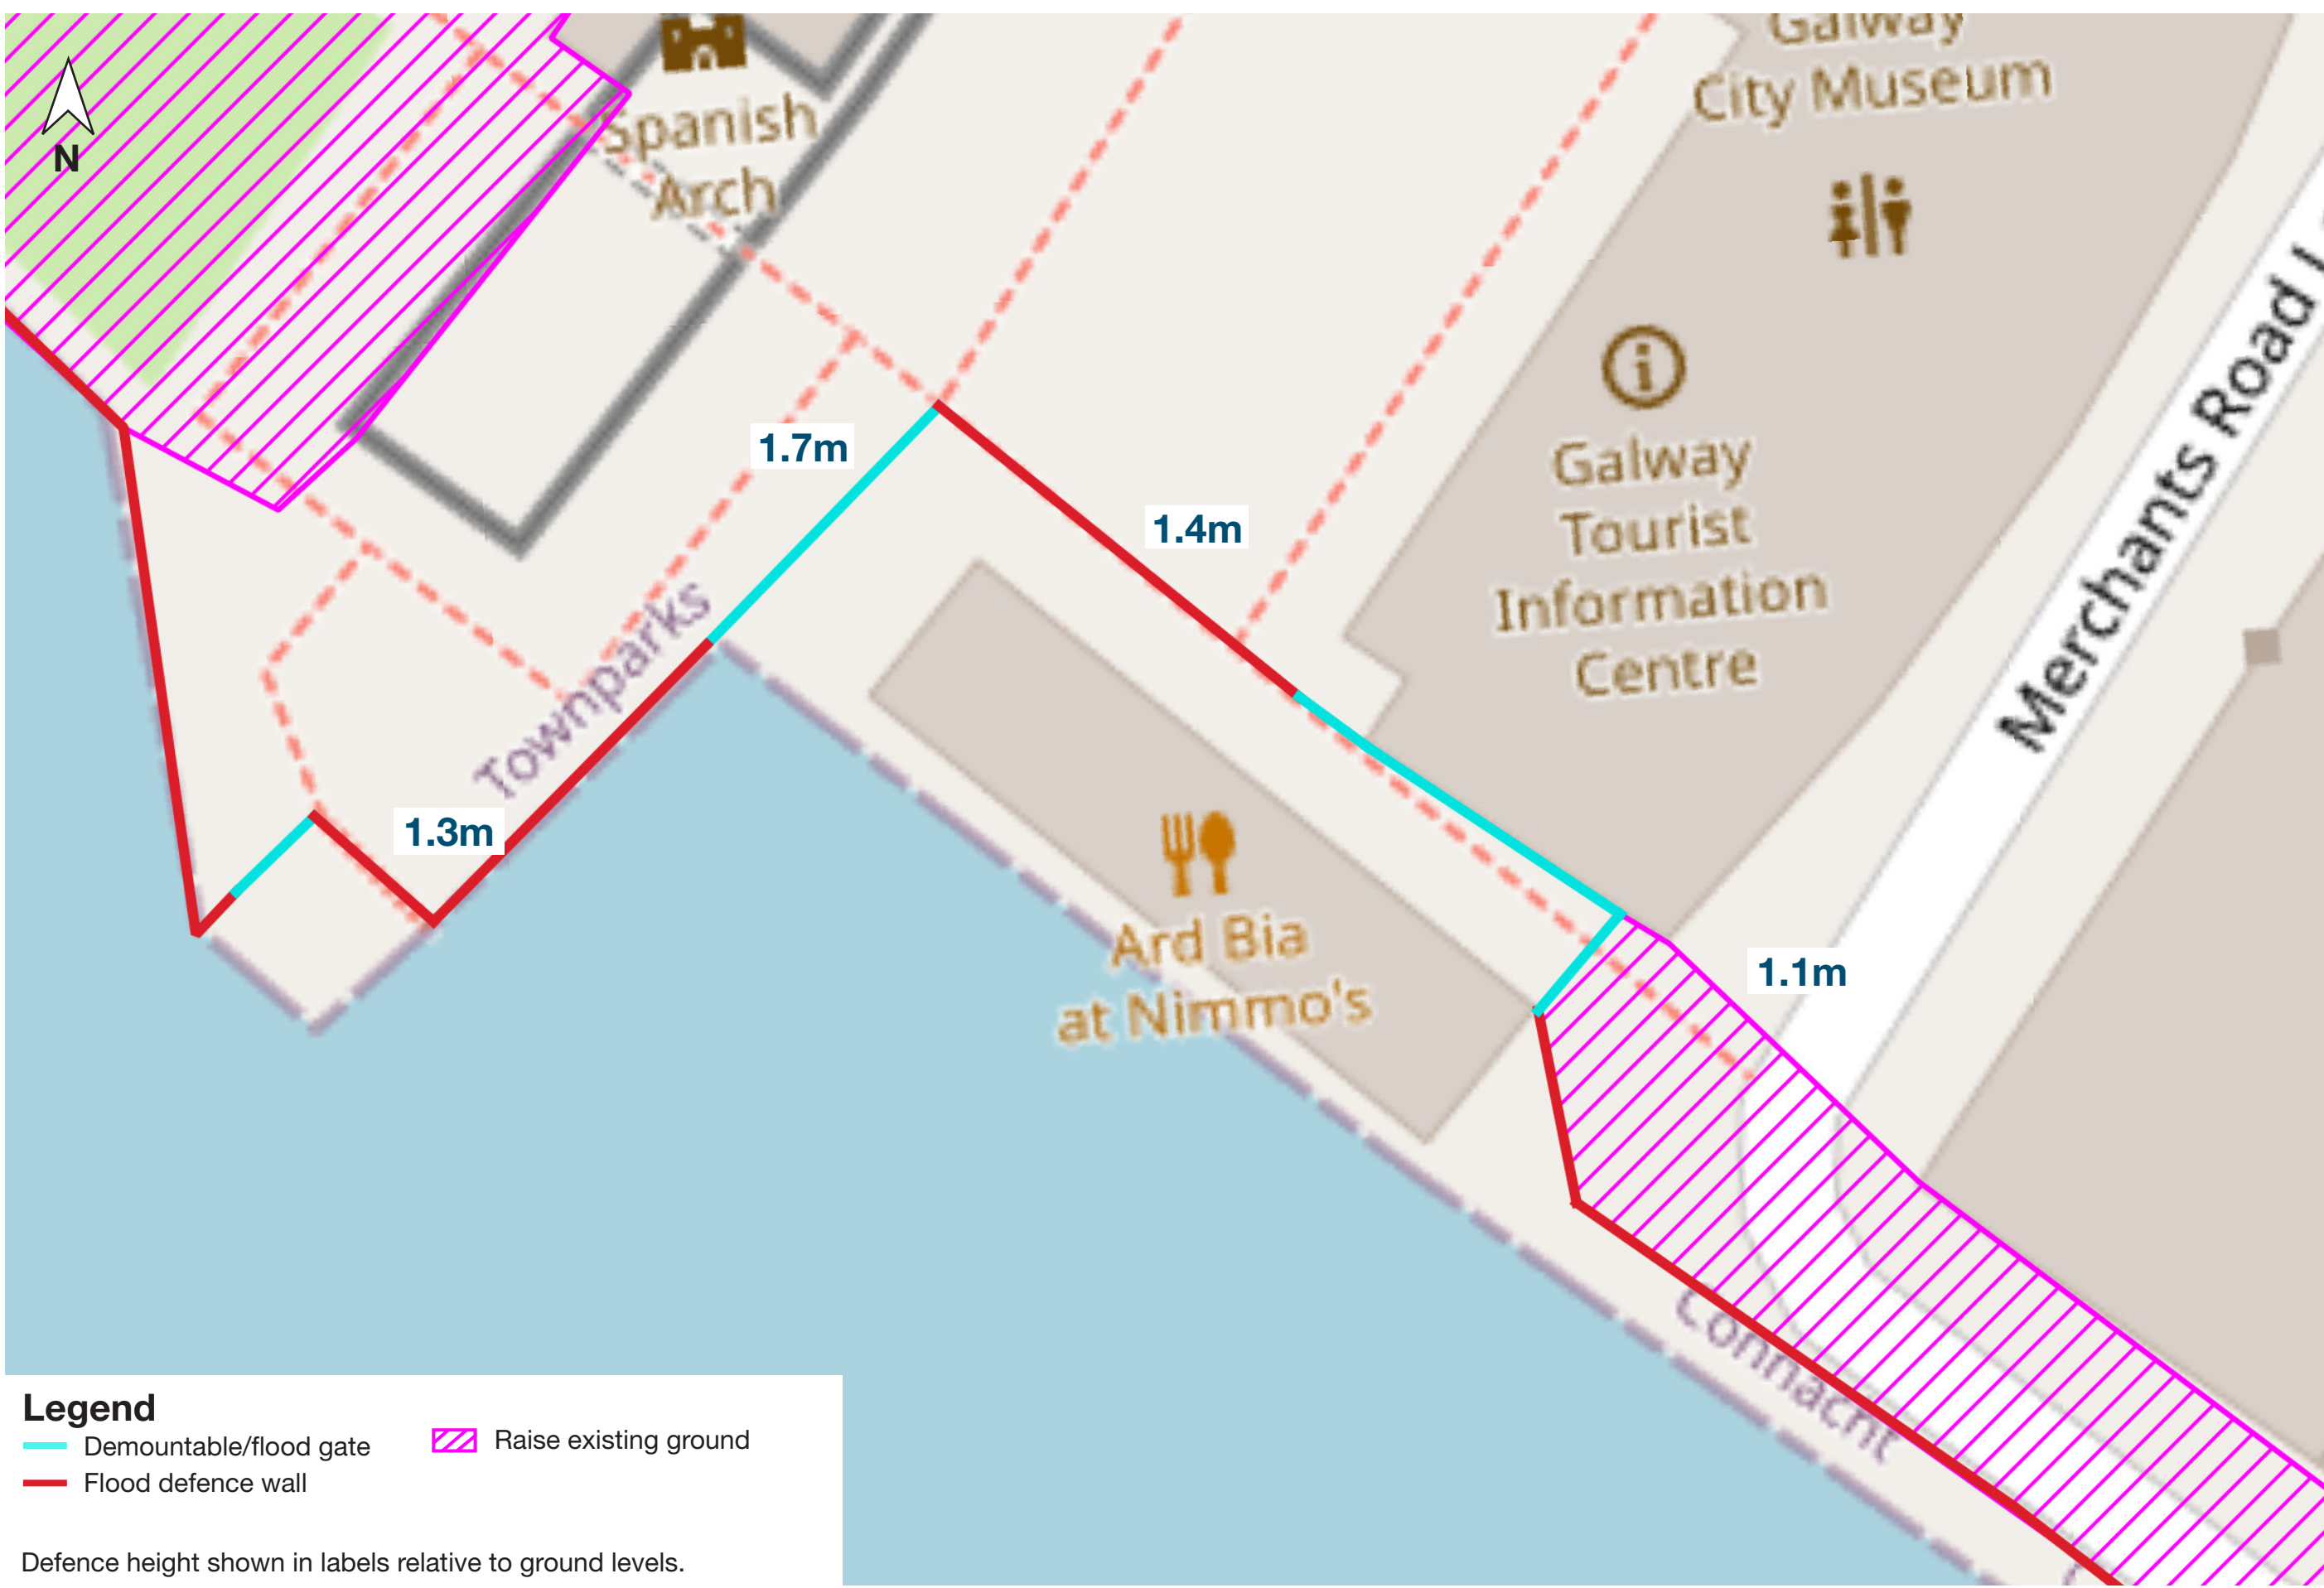 Galway
City Museum
N
Spanish
Arch
Galway
Tourist
Information
Centre
Merchants Road
1.7m
1.4m
Townparks
1.3m
Ard Bia
at Nimmo's
1.1m
Connacht
Legend
Demountable/flood gate
Raise existing ground
Flood defence wall
Defence height shown in labels relative to ground levels.